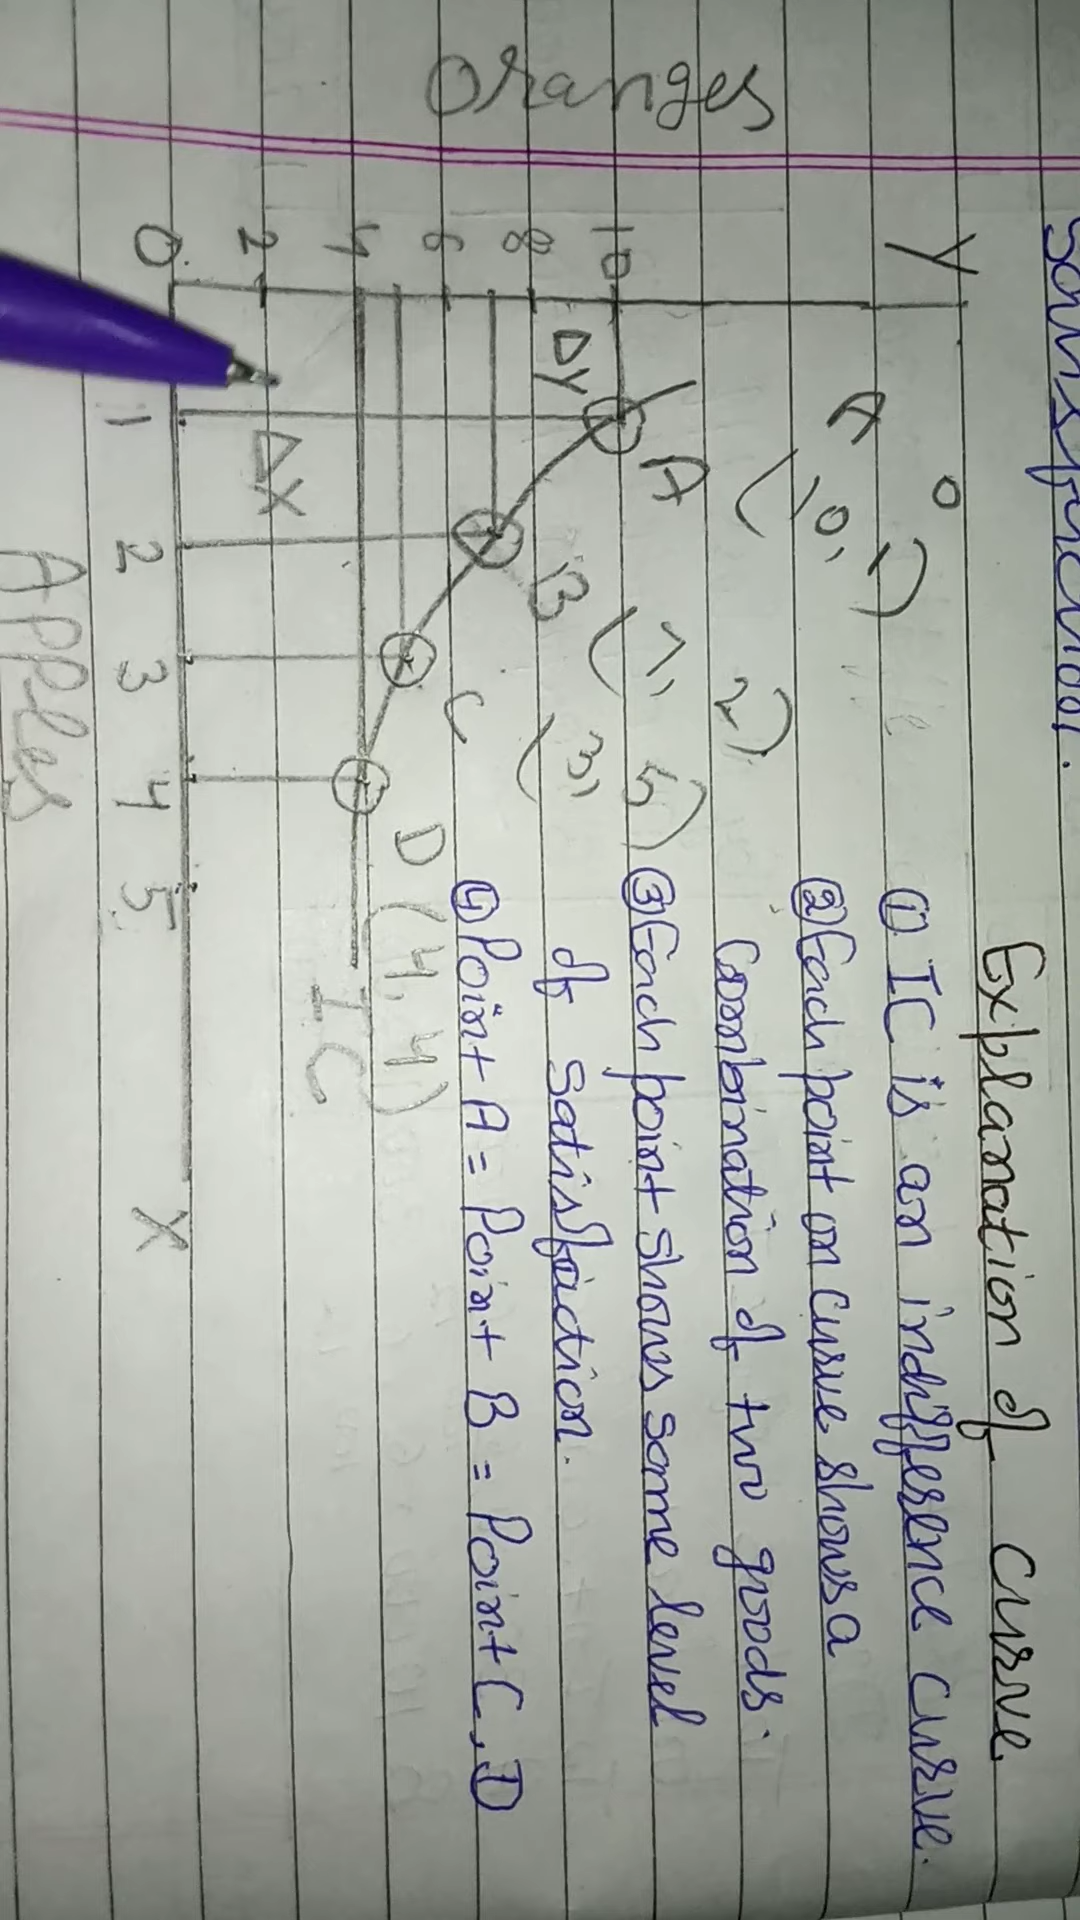 satisfaction.
Explanation of curve
① IC is an indifference curve.
② Each point on curve shows a
combination of two goods.
③ Each point shows same level
of satisfaction.
④ Point A = Point B = Point C, D
Oranges
Y
10
8
6
4
2
0
A
(10, 1)
A
B (7, 2)
C (3, 5)
D (4, 4)
IC
ΔY
ΔX
1 2 3 4 5 X
Apples